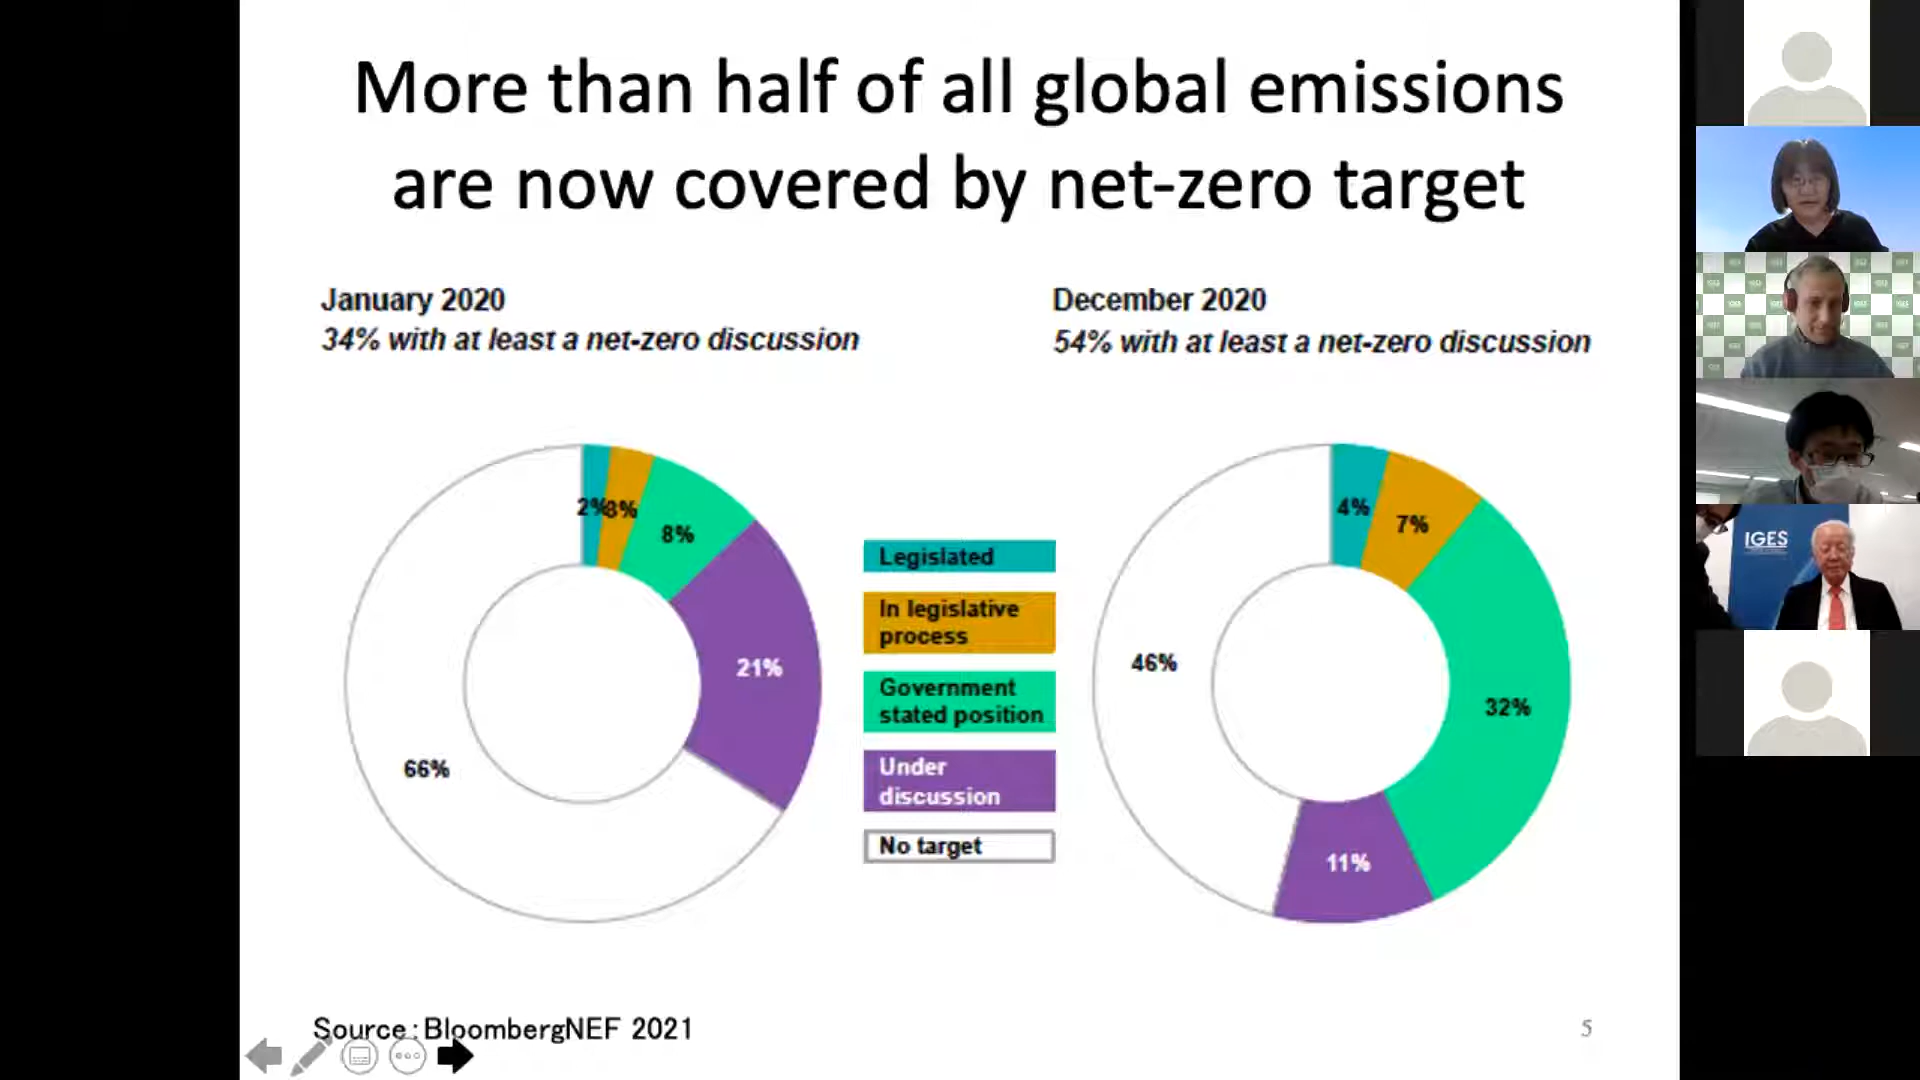 More than half of all global emissions
are now covered by net-zero target
January 2020
34% with at least a net-zero discussion
December 2020
54% with at least a net-zero discussion
2%
3%
8%
21%
66%
Legislated
In legislative
process
Government
stated position
Under
discussion
No target
4%
7%
32%
11%
46%
Source:BloombergNEF 2021
5
IGES